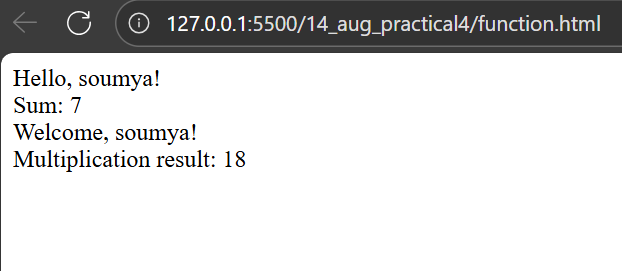 127.0.0.1:5500/14_aug_practical4/function.html
Hello, soumya!
Sum: 7
Welcome, soumya!
Multiplication result: 18